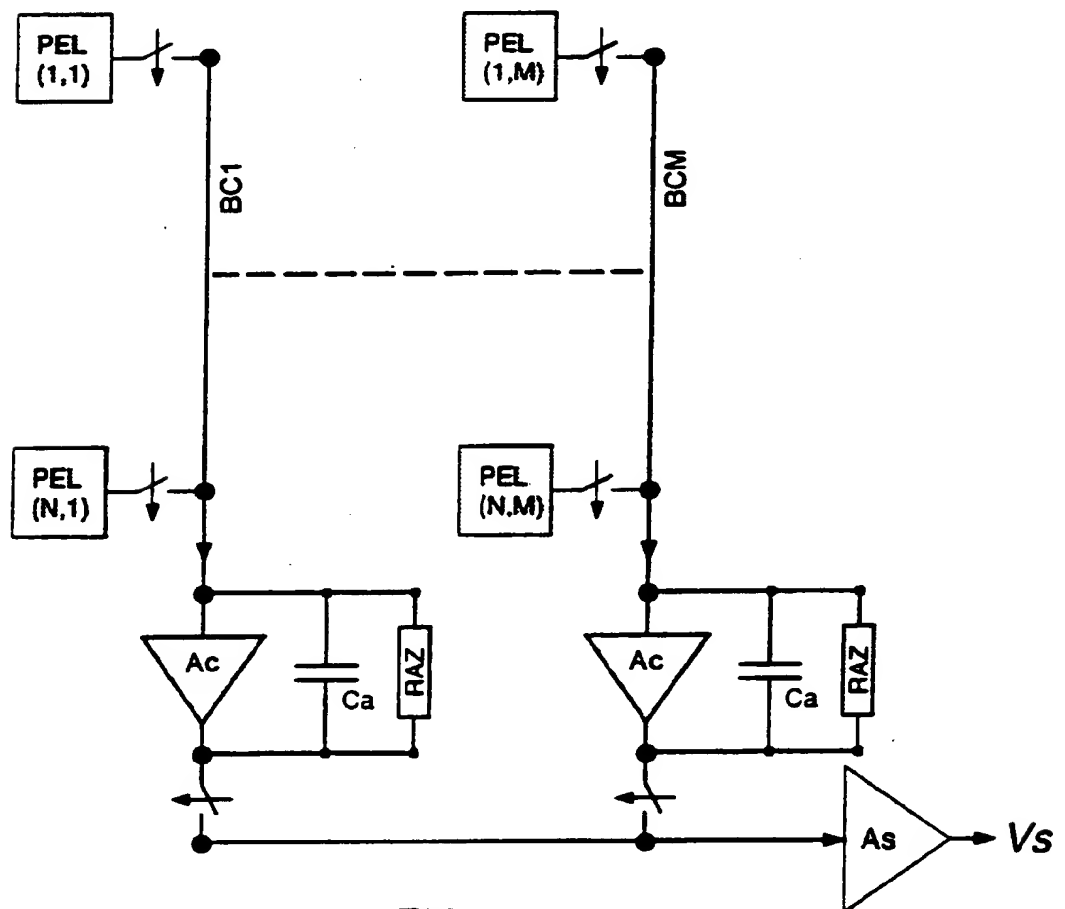 PEL
(1,1)
PEL
(1,M)
BC1
BCM
PEL
(N,1)
PEL
(N,M)
Ac
Ca
RAZ
Ac
Ca
RAZ
As
Vs